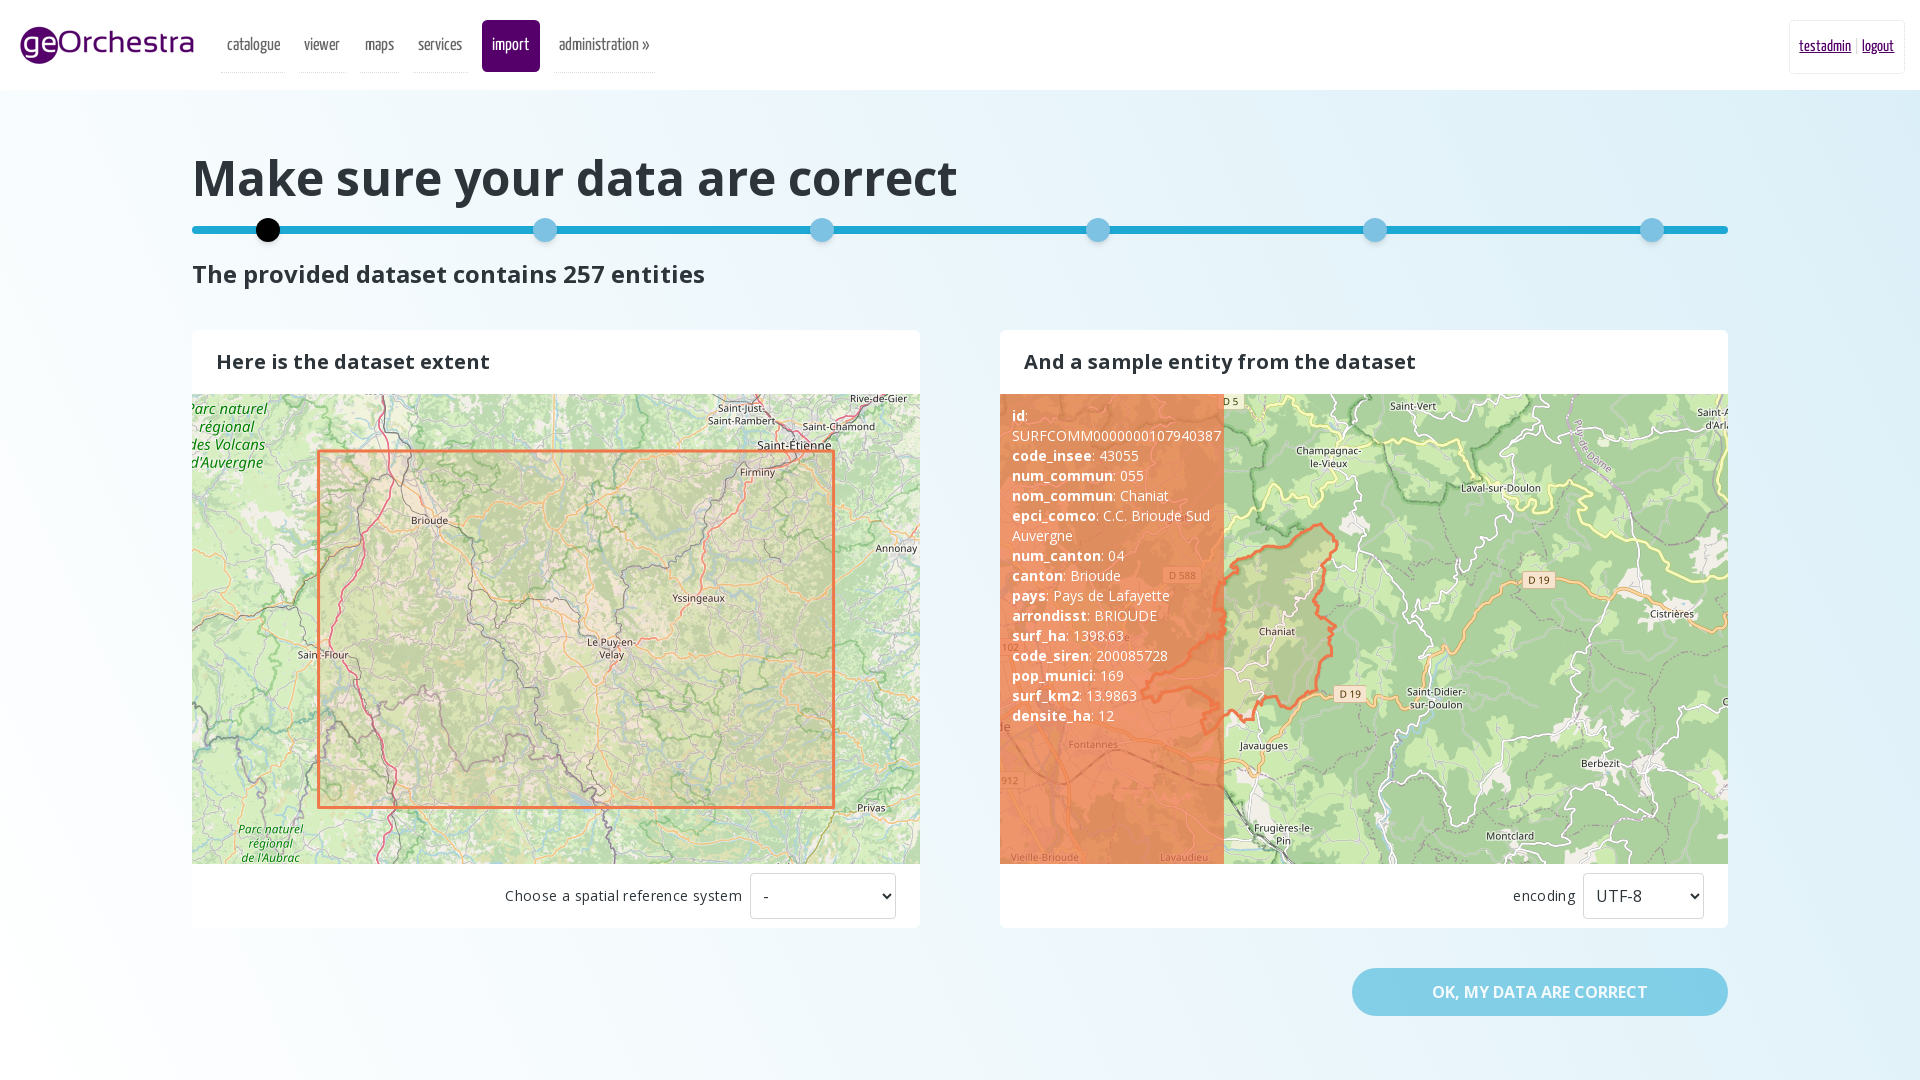 geOrchestra
catalogue viewer maps services import administration » testadmin logout
Make sure your data are correct
The provided dataset contains 257 entities
Here is the dataset extent
Parc naturel
régional
des Volcans
d'Auvergne
Saint-Just-
Saint-Rambert
Rive-de-Gier
Saint-Chamond
Saint-Étienne
Firminy
Brioude
Annonay
Yssingeaux
Le Puy-en-
Velay
Saint-Flour
Privas
Parc naturel
régional
de l'Aubrac
Choose a spatial reference system -
And a sample entity from the dataset
id:
SURFCOMM0000000107940387
code_insee: 43055
num_commun: 055
nom_commun: Chaniat
epci_comco: C.C. Brioude Sud
Auvergne
num_canton: 04
canton: Brioude
pays: Pays de Lafayette
arrondisst: BRIOUDE
surf_ha: 1398.63
code_siren: 200085728
pop_munici: 169
surf_km2: 13.9863
densite_ha: 12
D 5
Saint-Vert
Champagnac-
le-Vieux
Puy-de-Dôme
Laval-sur-Doulon
D 588
D 19
Cistrières
Chaniat
102
D 19
Saint-Didier-
sur-Doulon
Fontannes
Javaugues
Berbezit
912
Frugières-le-
Pin
Montclard
Vieille-Brioude
Lavaudieu
encoding UTF-8
OK, MY DATA ARE CORRECT